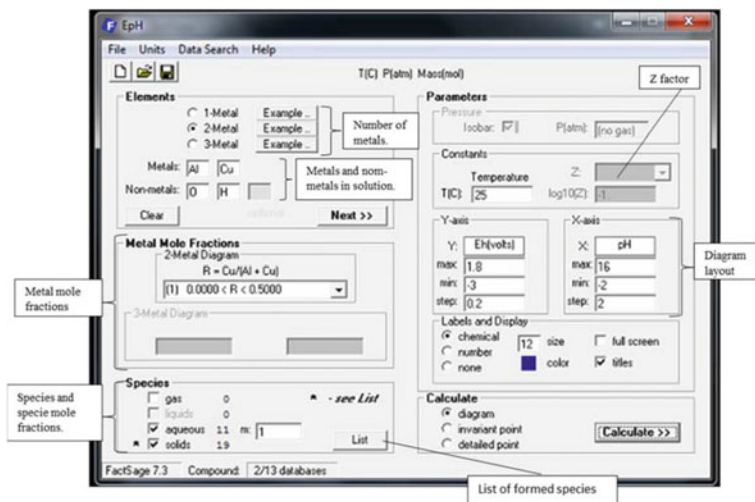 EpH
File Units Data Search Help
T(C) P(atm) Mass(mol)
Elements
1-Metal Example ..
2-Metal Example ..
3-Metal Example ..
Number of
metals.
Metals: Al Cu
Non-metals: O H
Metals and nom-
metals in solution.
Clear
Next >>
Metal Mole Fractions
2-Metal Diagram
R = Cu/(Al + Cu)
(1) 0.0000 < R < 0.5000
3-Metal Diagram
Metal mole
fractions
Species
gas 0
liquids 0
aqueous 11 m: 1
* solids 19
* - see List
List
Species and
specie mole
fractions.
FactSage 7.3 Compound: 2/13 databases
List of formed species
Parameters
Pressure
Isobar: P(atm): (no gas)
Z factor
Constants
Temperature
T(C): 25
Z:
log10(Z): -1
Y-axis
Y: Eh(volts)
max: 1.8
min: -3
step: 0.2
X-axis
X: pH
max: 16
min: -2
step: 2
Diagram
layout
Labels and Display
chemical 12 size full screen
number color titles
none
Calculate
diagram
invariant point
detailed point
Calculate >>